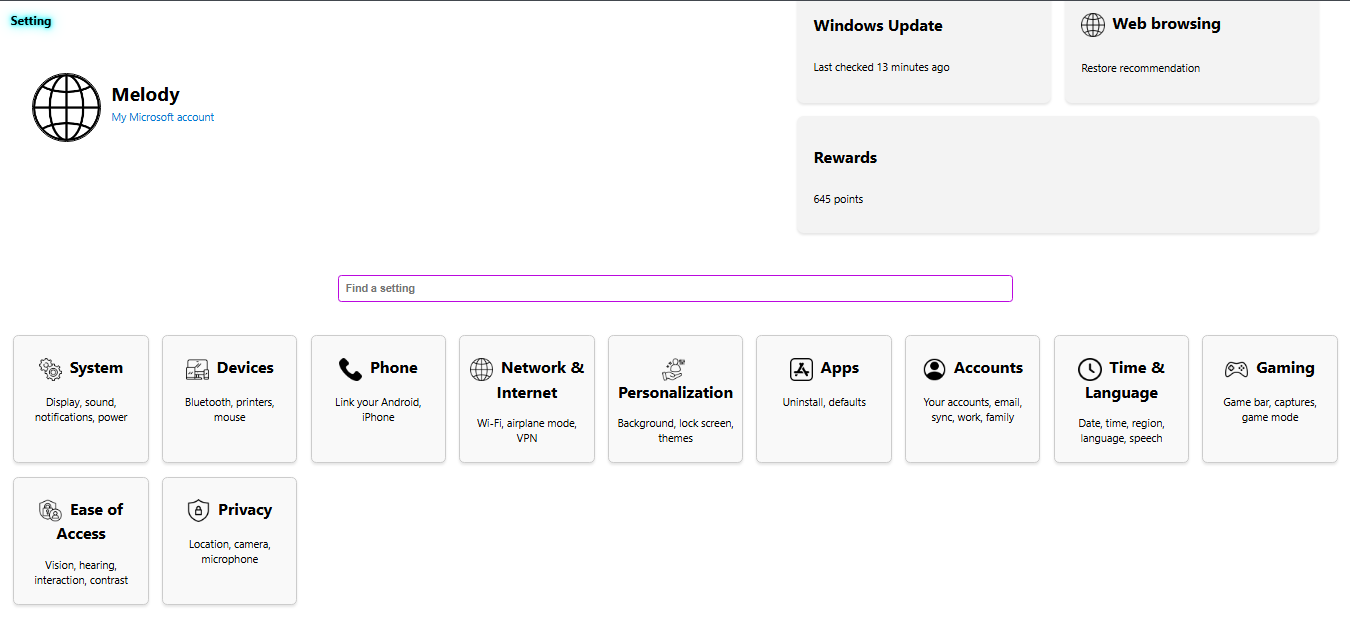 Setting
Melody
My Microsoft account
Windows Update
Last checked 13 minutes ago
Web browsing
Restore recommendation
Rewards
645 points
Find a setting
System
Display, sound,
notifications, power
Devices
Bluetooth, printers,
mouse
Phone
Link your Android,
iPhone
Network &
Internet
Wi-Fi, airplane mode,
VPN
Personalization
Background, lock screen,
themes
Apps
Uninstall, defaults
Accounts
Your accounts, email,
sync, work, family
Time &
Language
Date, time, region,
language, speech
Gaming
Game bar, captures,
game mode
Ease of
Access
Vision, hearing,
interaction, contrast
Privacy
Location, camera,
microphone